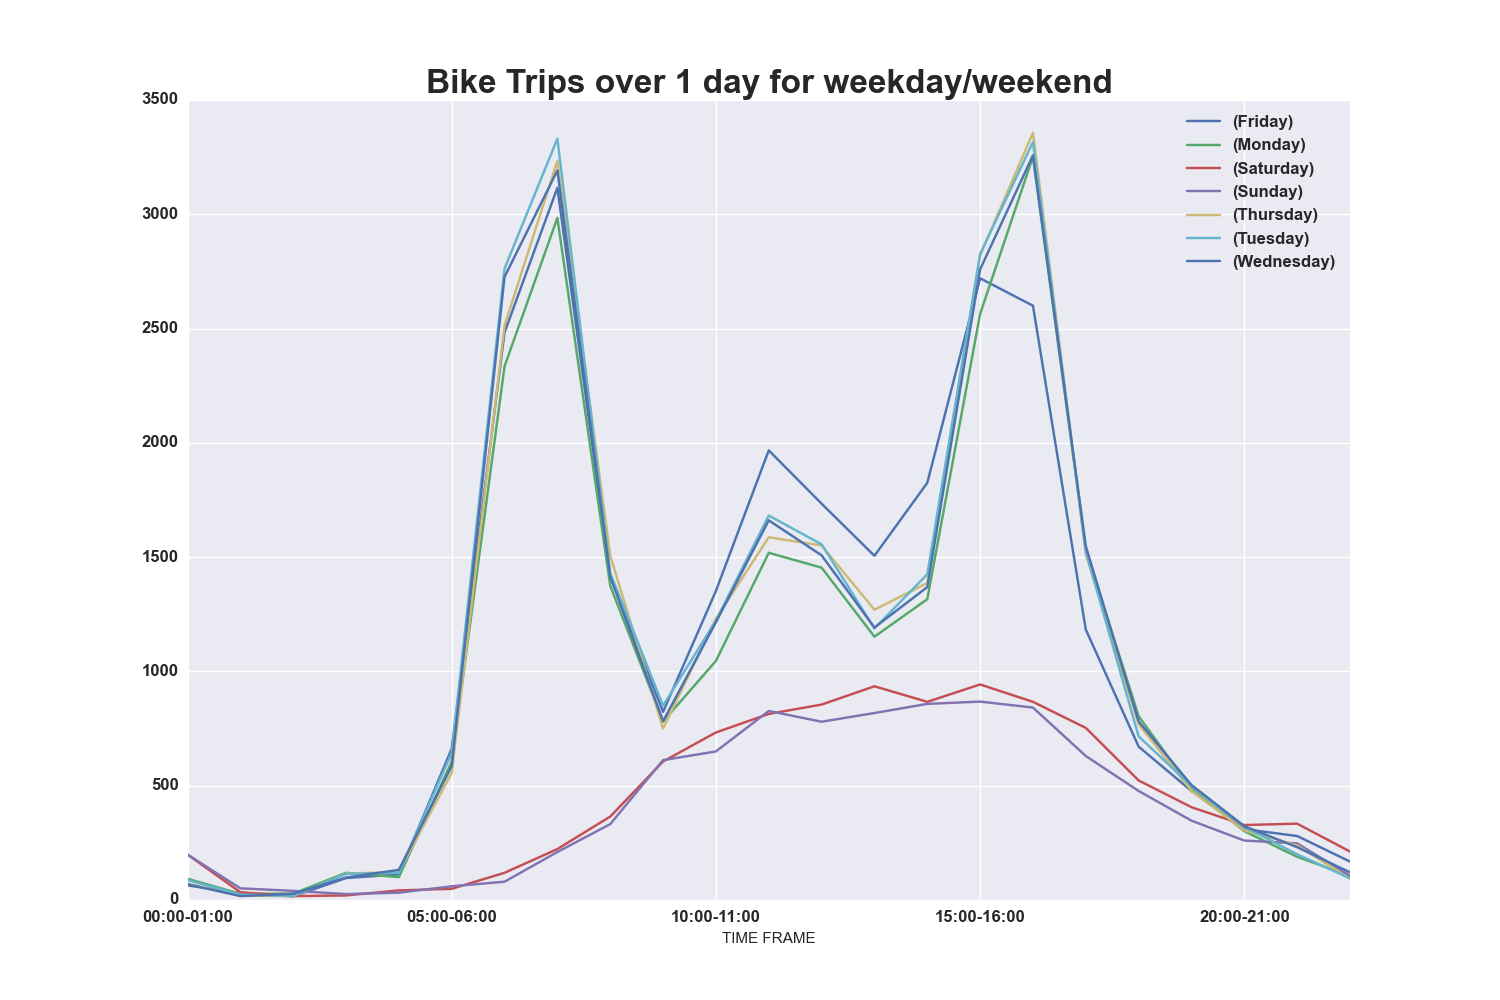 Bike Trips over 1 day for weekday/weekend
3500
3000
2500
2000
1500
1000
500
0
(Friday)
(Monday)
(Saturday)
(Sunday)
(Thursday)
(Tuesday)
(Wednesday)
00:00-01:00 05:00-06:00 10:00-11:00 15:00-16:00 20:00-21:00
TIME FRAME